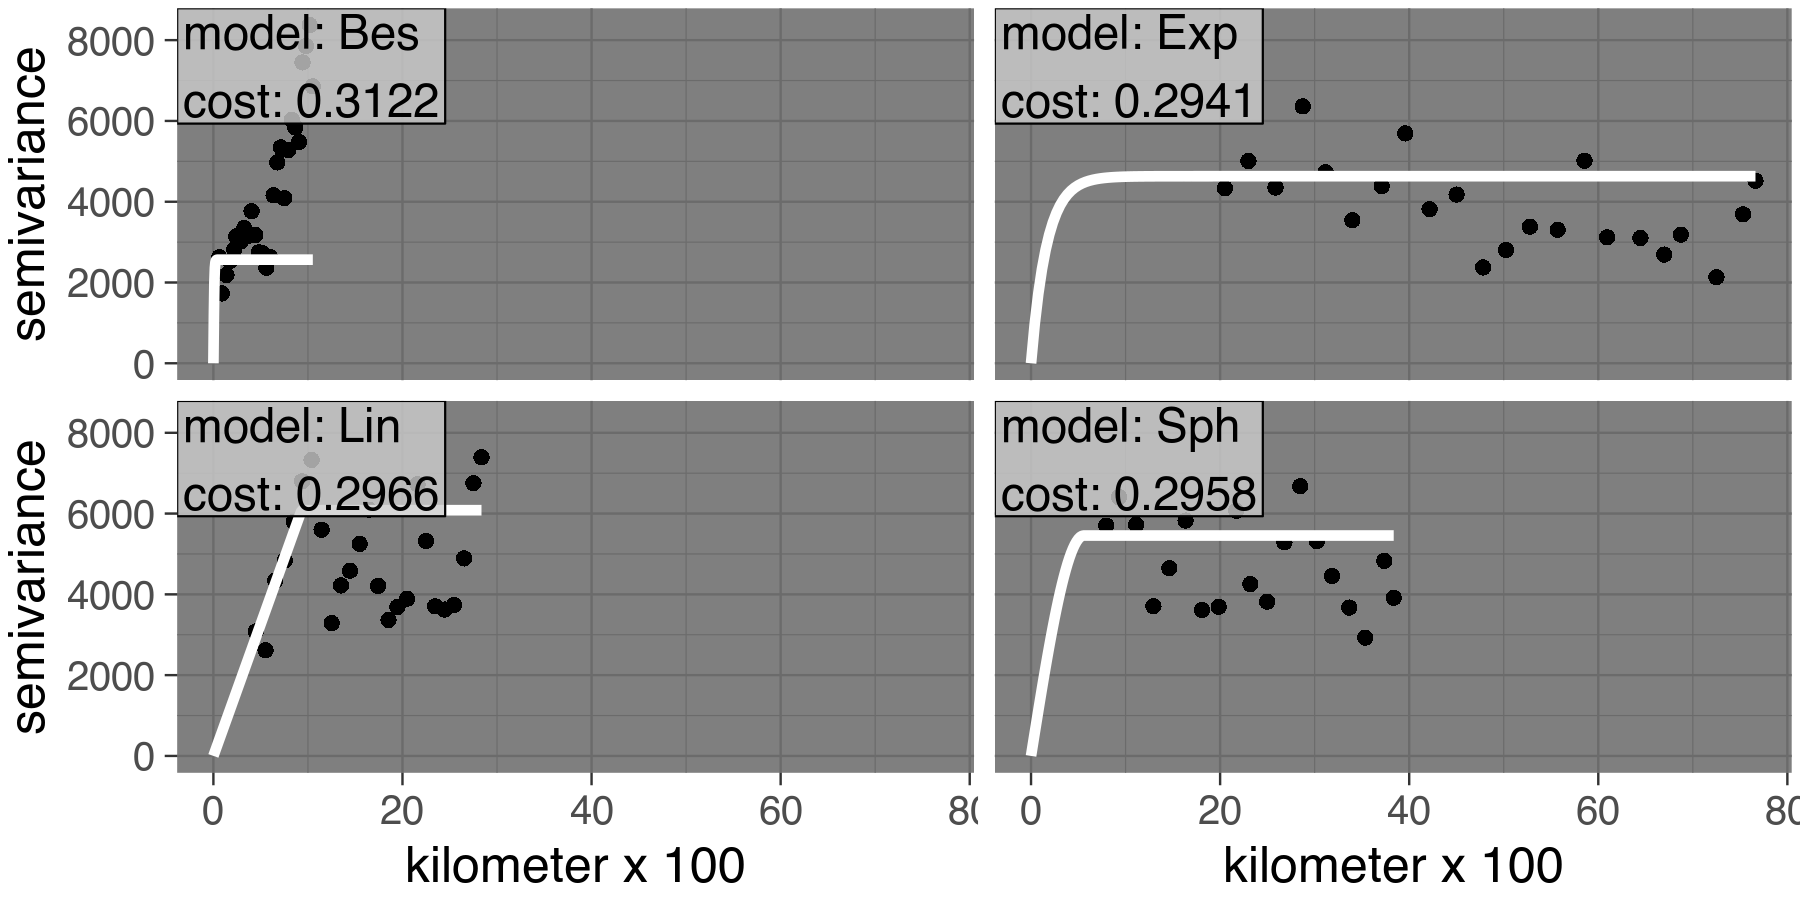 model: Bes
cost: 0.3122
model: Exp
cost: 0.2941
semivariance
8000
6000
4000
2000
0
model: Lin
cost: 0.2966
model: Sph
cost: 0.2958
semivariance
8000
6000
4000
2000
0
0 20 40 60 8
0 20 40 60 80
kilometer x 100
kilometer x 100